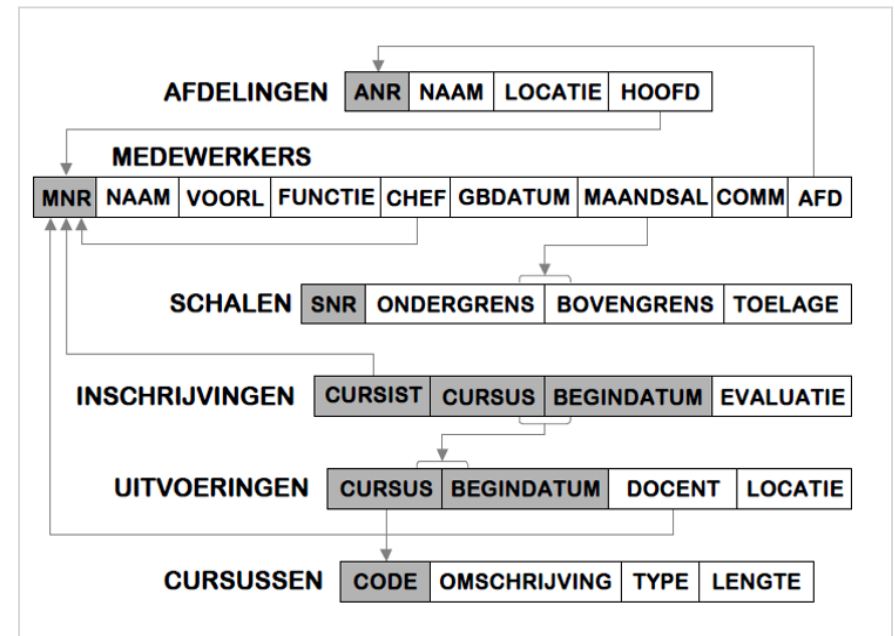 AFDELINGEN ANR NAAM LOCATIE HOOFD
MEDEWERKERS
MNR NAAM VOORL FUNCTIE CHEF GBDATUM MAANDSAL COMM AFD
SCHALEN SNR ONDERGRENS BOVENGRENS TOELAGE
INSCHRIJVINGEN CURSIST CURSUS BEGINDATUM EVALUATIE
UITVOERINGEN CURSUS BEGINDATUM DOCENT LOCATIE
CURSUSSEN CODE OMSCHRIJVING TYPE LENGTE